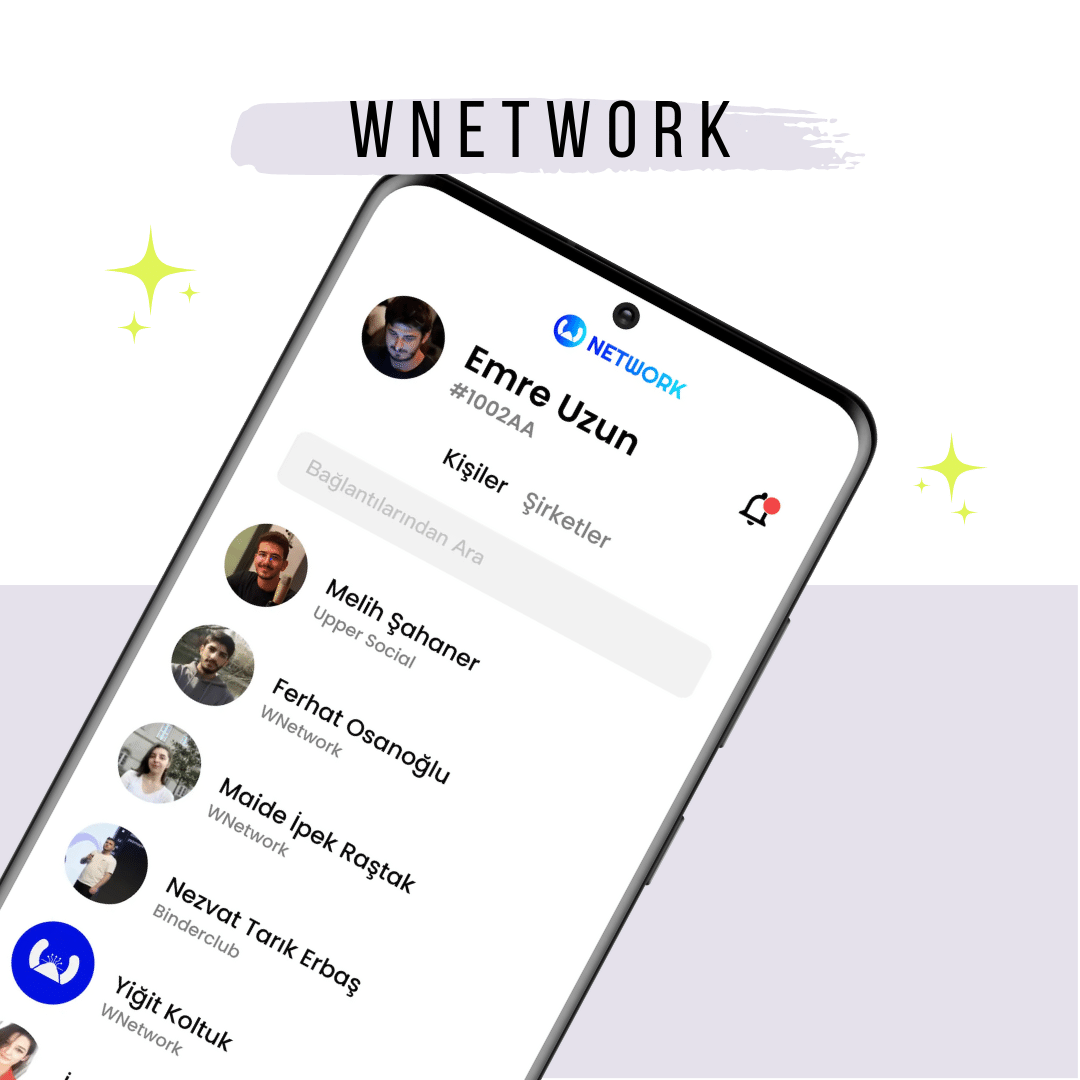 WNETWORK
NETWORK
Emre Uzun
#1002AA
Kişiler
Şirketler
Bağlantılarından Ara
Melih Şahaner
Upper Social
Ferhat Osanoğlu
WNetwork
Maide İpek Raştak
WNetwork
Nezvat Tarık Erbaş
Binderclub
Yiğit Koltuk
WNetwork